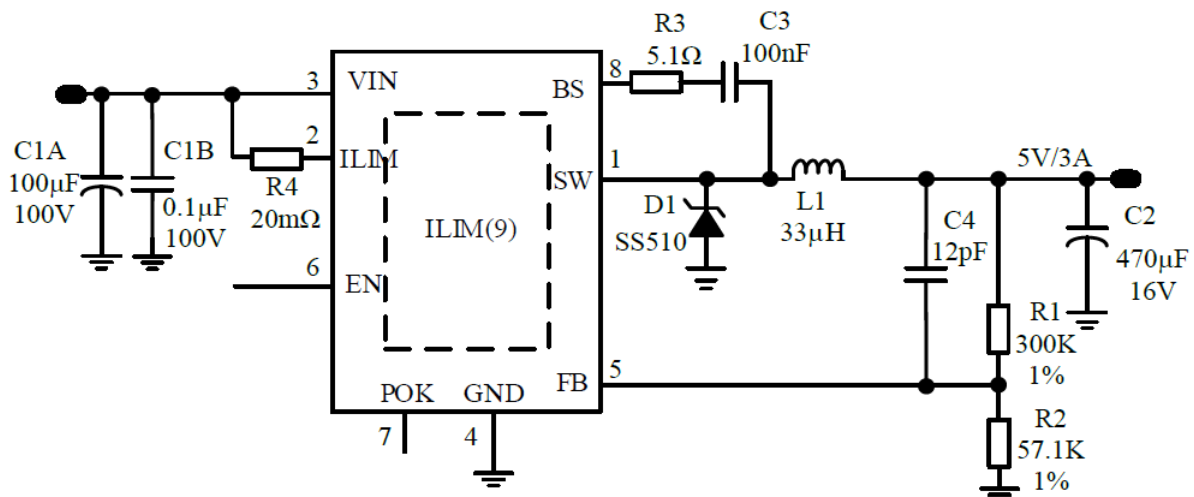 R3
5.1Ω
C3
100nF
3
VIN
8
BS
C1A
100µF
100V
C1B
0.1µF
100V
2
ILIM
R4
20mΩ
1
SW
5V/3A
D1
SS510
L1
33µH
C4
12pF
C2
470µF
16V
ILIM(9)
6
EN
R1
300K
1%
5
FB
POK
GND
7
4
R2
57.1K
1%